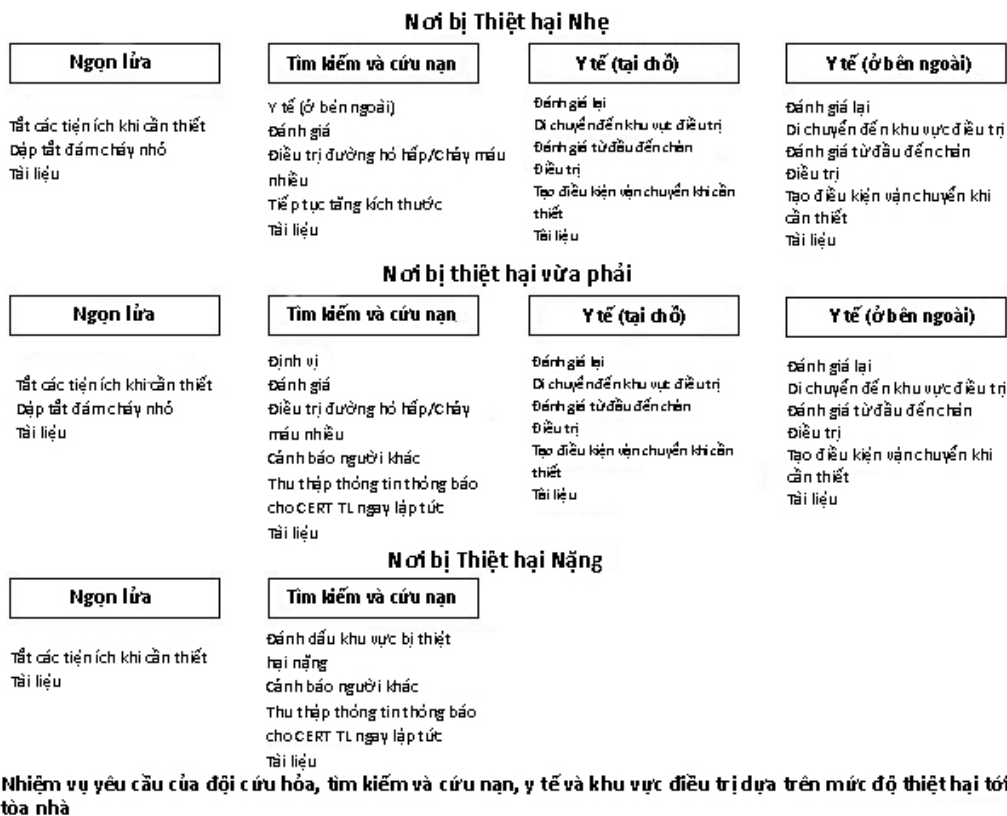 Nơi bị Thiệt hại Nhẹ
Ngọn lửa
Tắt các tiện ích khi cần thiết
Dập tắt đám cháy nhỏ
Tài liệu
Tìm kiếm và cứu nạn
Y tế (ở bên ngoài)
Đánh giá
Điều trị đường hô hấp/Chảy máu
nhiều
Tiếp tục tăng kích thước
Tài liệu
Y tế (tại chỗ)
Đánh giá lại
Di chuyển đến khu vực điều trị
Đánh giá từ đầu đến chân
Điều trị
Tạo điều kiện vận chuyển khi cần
thiết
Tài liệu
Y tế (ở bên ngoài)
Đánh giá lại
Di chuyển đến khu vực điều trị
Đánh giá từ đầu đến chân
Điều trị
Tạo điều kiện vận chuyển khi
cần thiết
Tài liệu
Nơi bị thiệt hại vừa phải
Ngọn lửa
Tắt các tiện ích khi cần thiết
Dập tắt đám cháy nhỏ
Tài liệu
Tìm kiếm và cứu nạn
Định vị
Đánh giá
Điều trị đường hô hấp/Chảy
máu nhiều
Cảnh báo người khác
Thu thập thông tin thông báo
cho CERT TL ngay lập tức
Tài liệu
Y tế (tại chỗ)
Đánh giá lại
Di chuyển đến khu vực điều trị
Đánh giá từ đầu đến chân
Điều trị
Tạo điều kiện vận chuyển khi cần
thiết
Tài liệu
Y tế (ở bên ngoài)
Đánh giá lại
Di chuyển đến khu vực điều trị
Đánh giá từ đầu đến chân
Điều trị
Tạo điều kiện vận chuyển khi
cần thiết
Tài liệu
Nơi bị Thiệt hại Nặng
Ngọn lửa
Tắt các tiện ích khi cần thiết
Tài liệu
Tìm kiếm và cứu nạn
Đánh dấu khu vực bị thiệt
hại nặng
Cảnh báo người khác
Thu thập thông tin thông báo
cho CERT TL ngay lập tức
Tài liệu
Nhiệm vụ yêu cầu của đội cứu hỏa, tìm kiếm và cứu nạn, y tế và khu vực điều trị dựa trên mức độ thiệt hại tới
tòa nhà